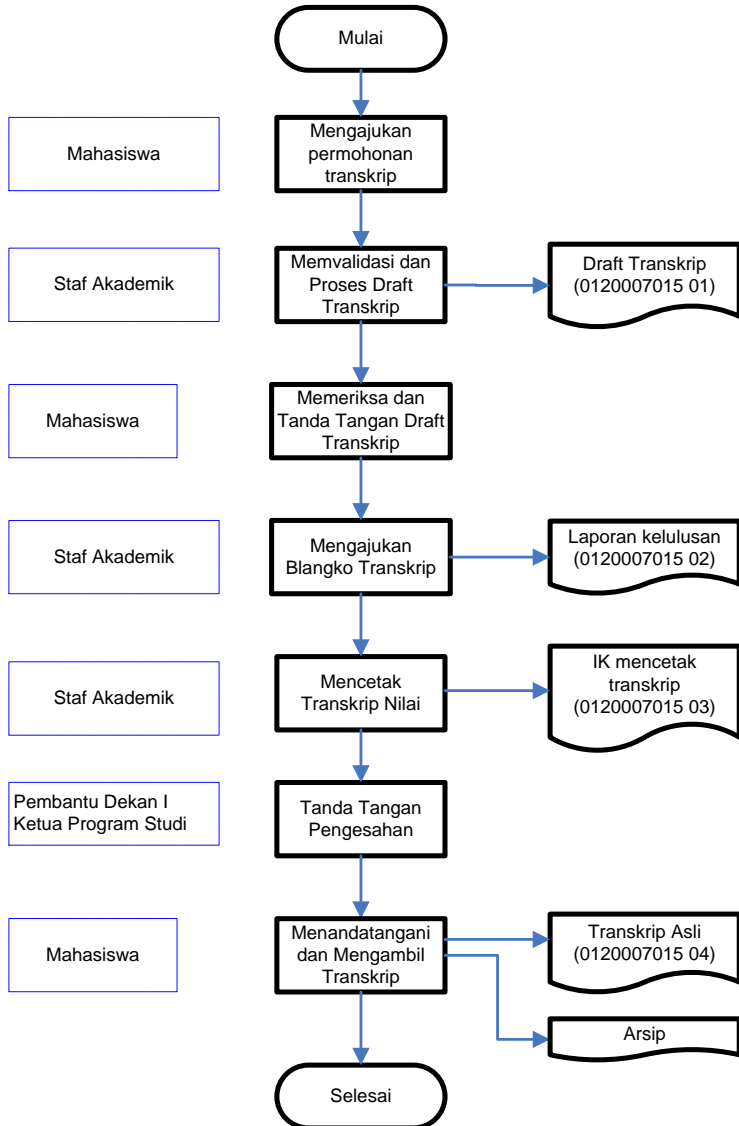 Mulai
Mahasiswa
Mengajukan
permohonan
transkrip
Staf Akademik
Memvalidasi dan
Proses Draft
Transkrip
Draft Transkrip
(0120007015 01)
Mahasiswa
Memeriksa dan
Tanda Tangan Draft
Transkrip
Staf Akademik
Mengajukan
Blangko Transkrip
Laporan kelulusan
(0120007015 02)
Staf Akademik
Mencetak
Transkrip Nilai
IK mencetak
transkrip
(0120007015 03)
Pembantu Dekan I
Ketua Program Studi
Tanda Tangan
Pengesahan
Mahasiswa
Menandatangani
dan Mengambil
Transkrip
Transkrip Asli
(0120007015 04)
Arsip
Selesai